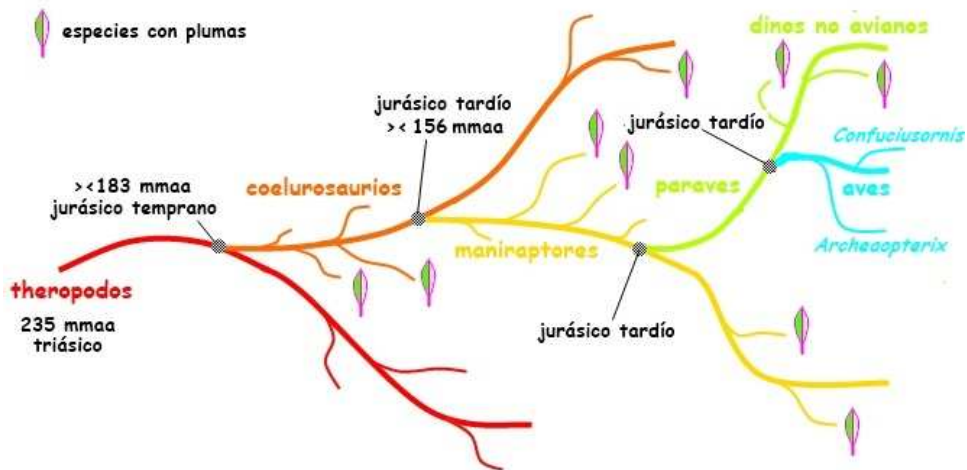 especies con plumas
dinos no avianos
jurásico tardío
>< 156 mmaa
jurásico tardío
Confuciusornis
aves
Archeaopterix
>< 183 mmaa
jurásico temprano
coelurosaurios
paraves
maniraptores
theropodos
235 mmaa
triásico
jurásico tardío